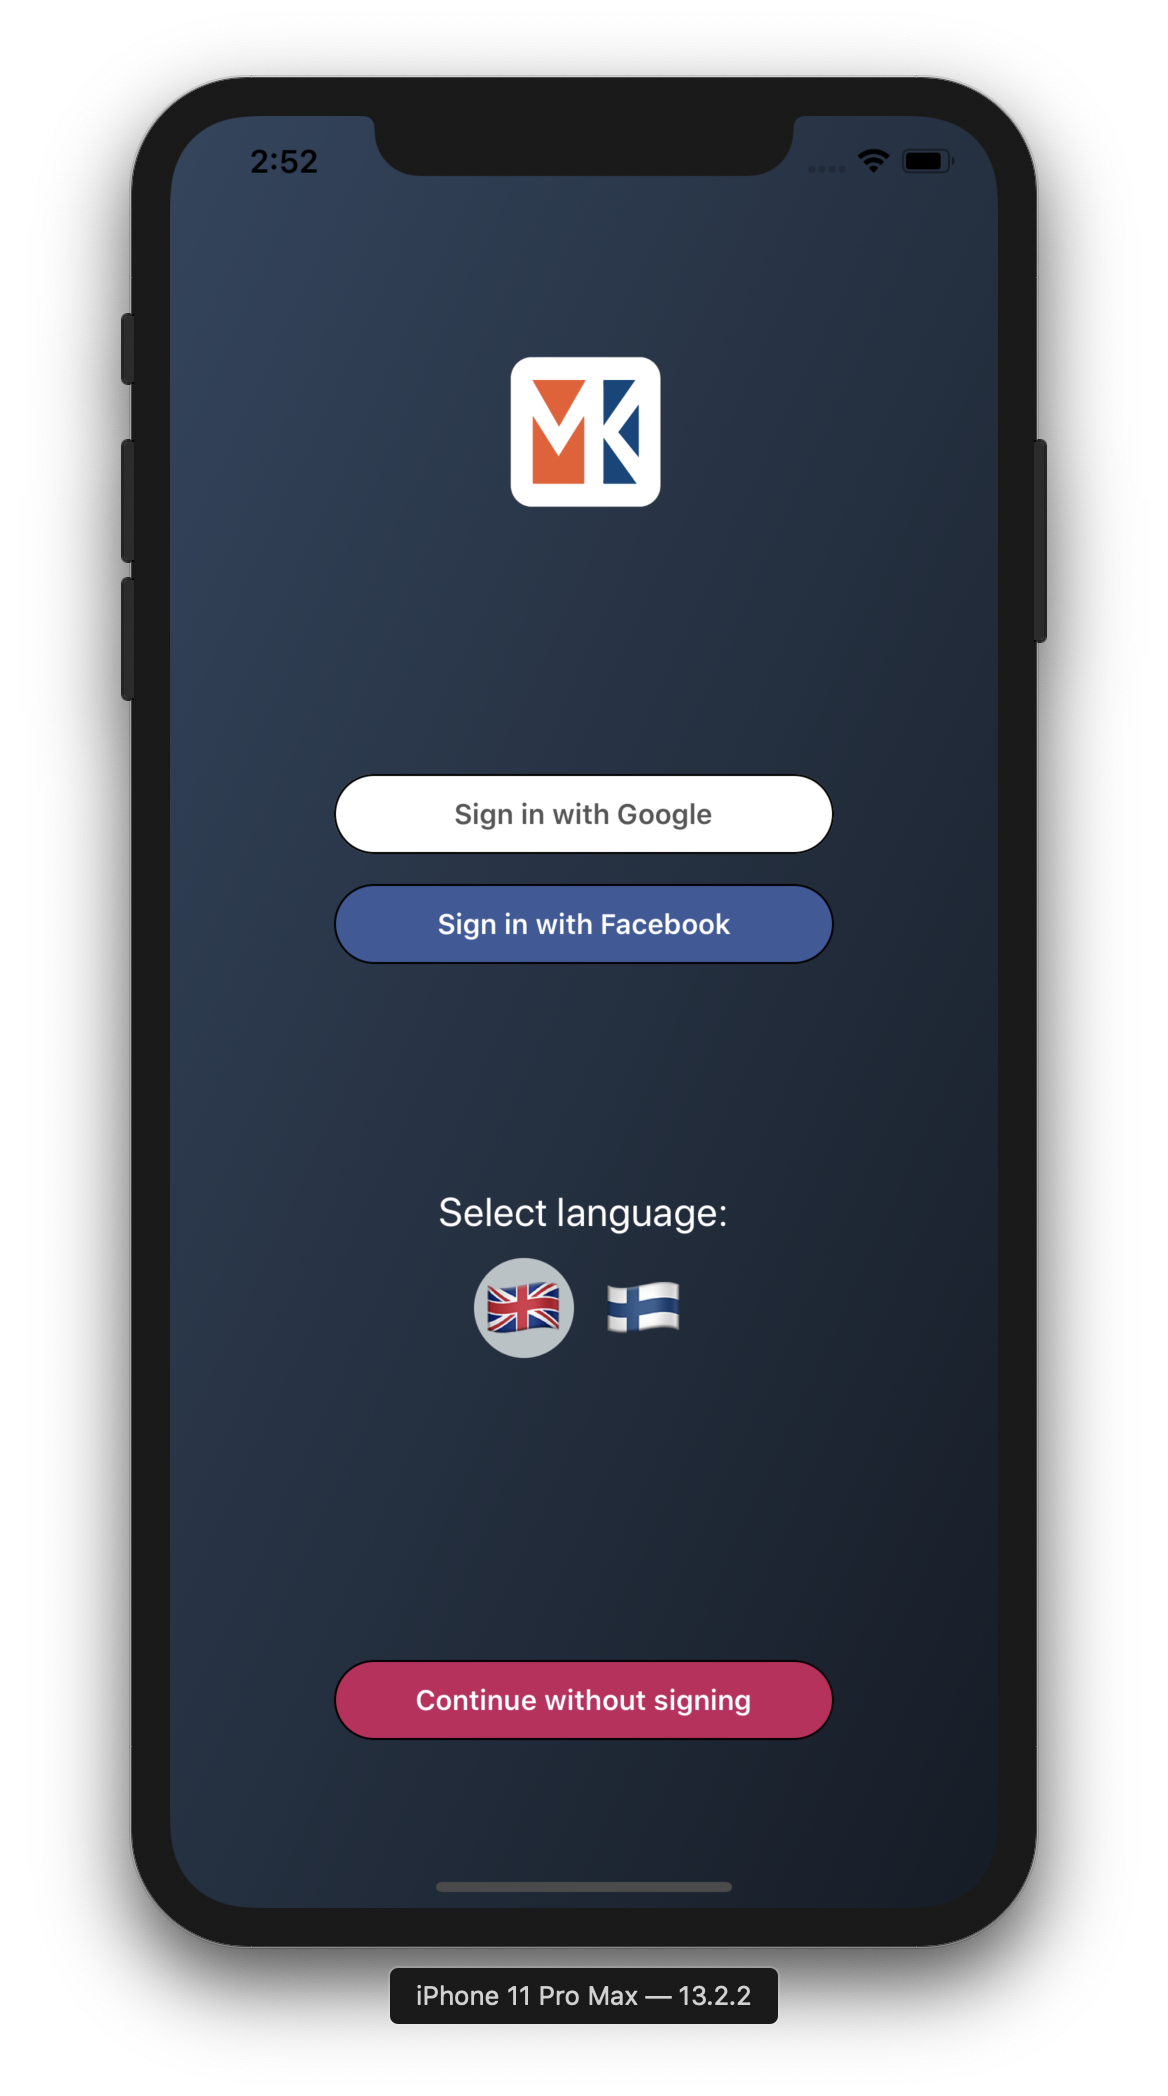 2:52
MK
Sign in with Google
Sign in with Facebook
Select language:
Continue without signing
iPhone 11 Pro Max — 13.2.2